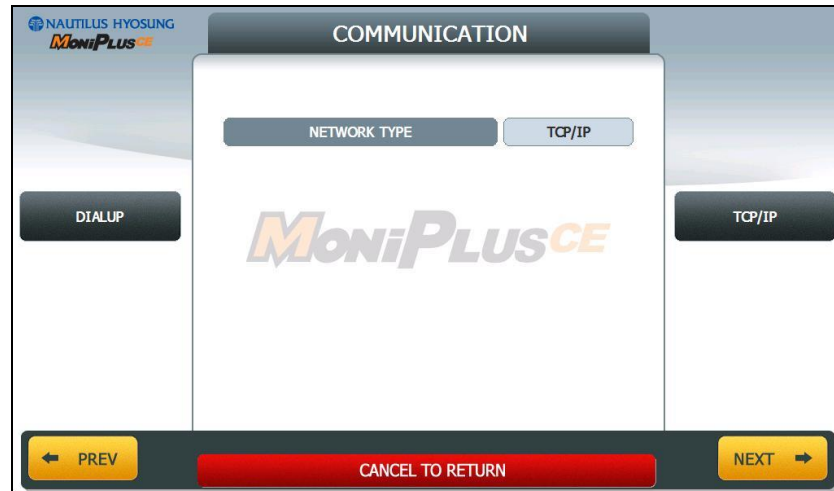 NAUTILUS HYOSUNG
MONiPLUSCE
COMMUNICATION
NETWORK TYPE TCP/IP
DIALUP
MONiPLUSCE
TCP/IP
PREV
CANCEL TO RETURN
NEXT